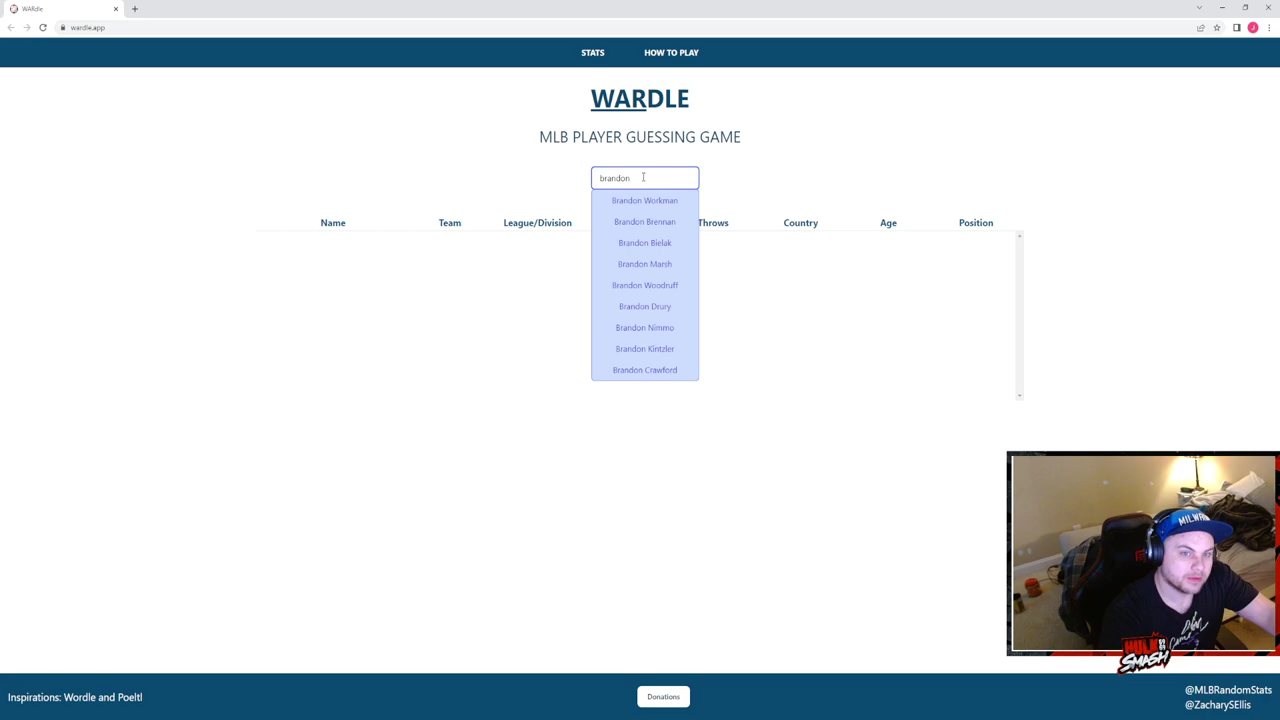 WARdle
wardle.app
J
STATS
HOW TO PLAY
WARDLE
MLB PLAYER GUESSING GAME
brandon
Brandon Workman
Brandon Brennan
Brandon Bielak
Brandon Marsh
Brandon Woodruff
Brandon Drury
Brandon Nimmo
Brandon Kintzler
Brandon Crawford
Name
Team
League/Division
Throws
Country
Age
Position
HULK
SMASH
Inspirations: Wordle and Poeltl
Donations
@MLBRandomStats
@ZacharySEllis